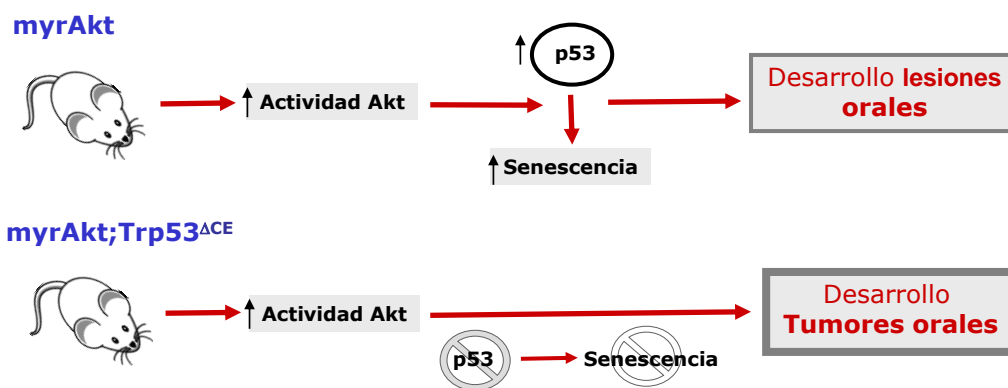 myrAkt
p53
Actividad Akt
Desarrollo lesiones
orales
Senescencia
myrAkt;Trp53ΔCE
Actividad Akt
Desarrollo
Tumores orales
p53
Senescencia